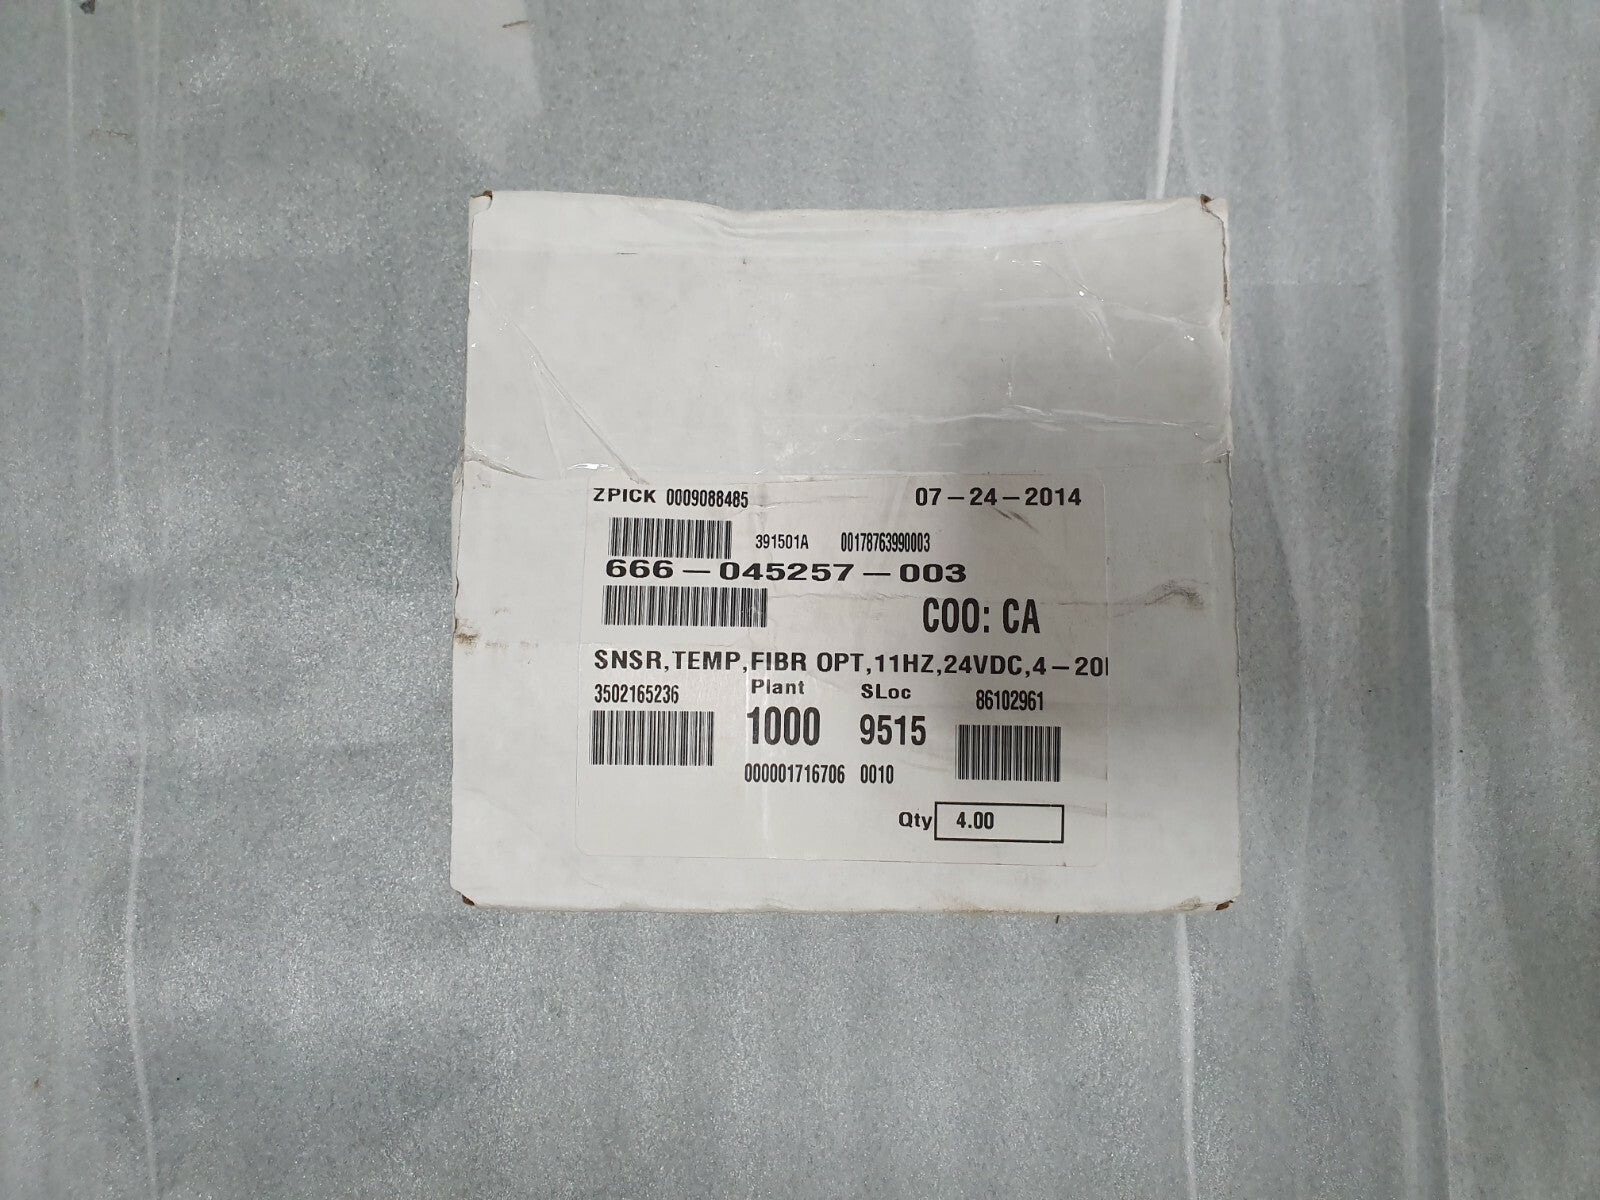 ZPICK 0009088485 07-24-2014
391501A 00178763990003
666-045257-003
COO: CA
SNSR,TEMP,FIBR OPT,11HZ,24VDC,4-20
3502165236 Plant SLoc 86102961
1000 9515
000001716706 0010
Qty 4.00